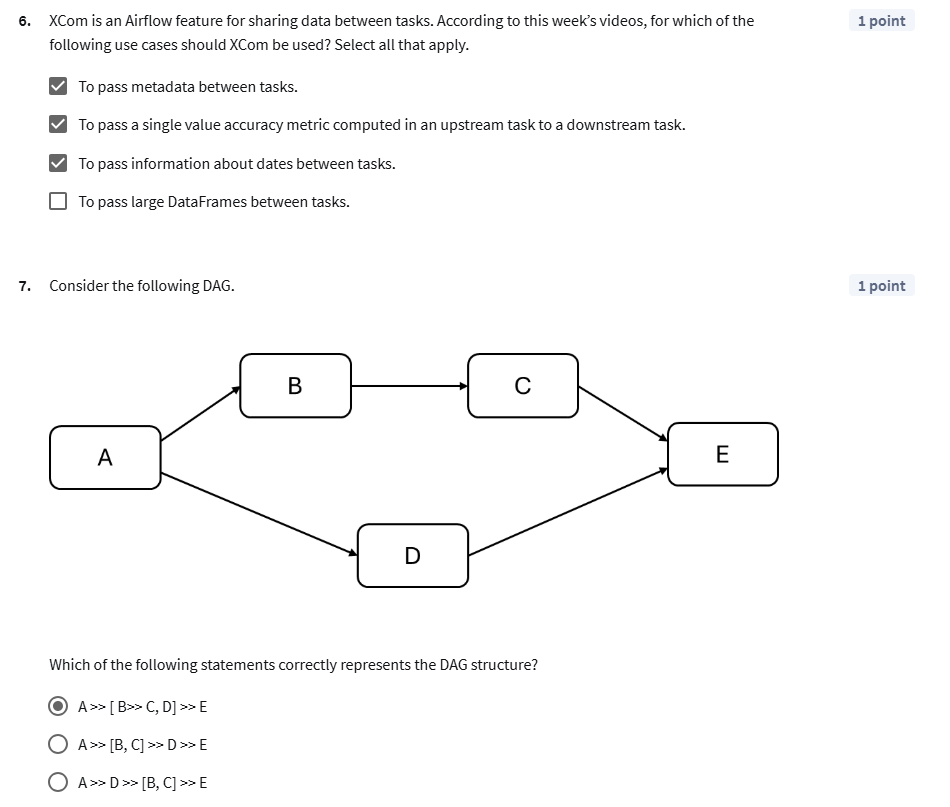 6. XCom is an Airflow feature for sharing data between tasks. According to this week’s videos, for which of the
1 point
following use cases should XCom be used? Select all that apply.
To pass metadata between tasks.
To pass a single value accuracy metric computed in an upstream task to a downstream task.
To pass information about dates between tasks.
To pass large DataFrames between tasks.
7. Consider the following DAG.
1 point
B
C
A
E
D
Which of the following statements correctly represents the DAG structure?
A >> [ B>> C, D] >> E
A >> [B, C] >> D >> E
A >> D >> [B, C] >> E